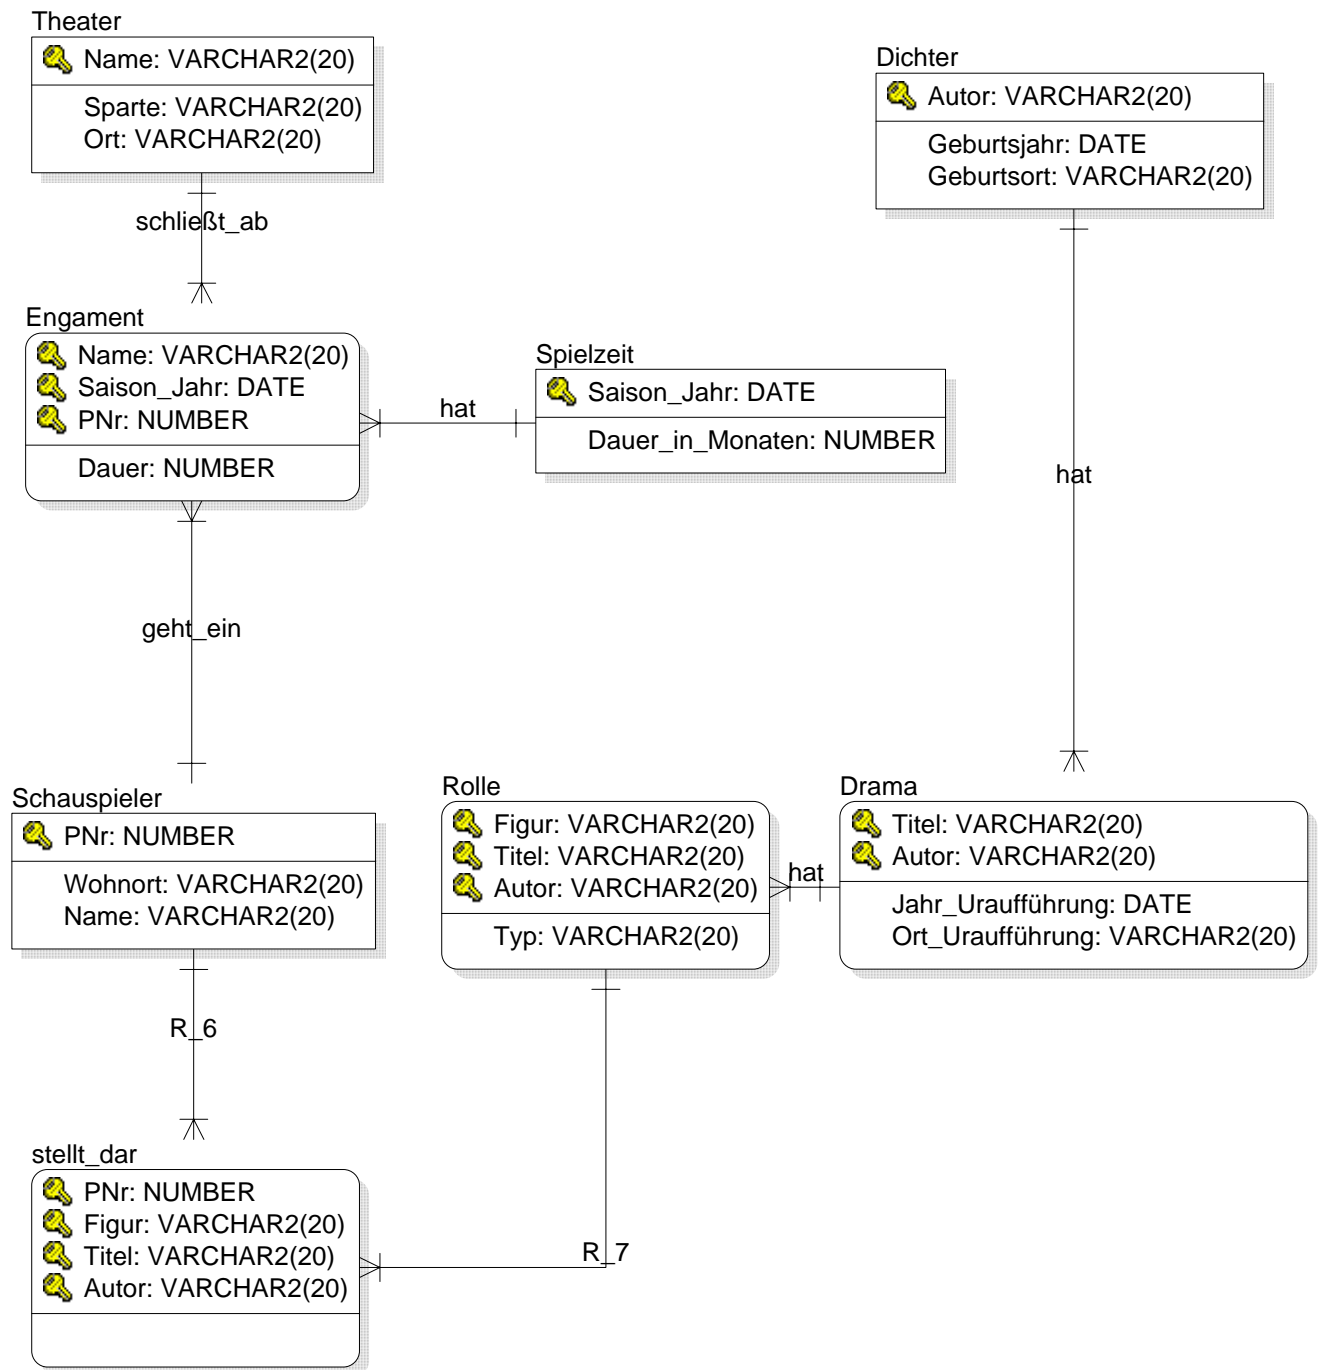 Theater
Name: VARCHAR2(20)
Sparte: VARCHAR2(20)
Ort: VARCHAR2(20)
schließt_ab
Dichter
Autor: VARCHAR2(20)
Geburtsjahr: DATE
Geburtsort: VARCHAR2(20)
hat
Engament
Name: VARCHAR2(20)
Saison_Jahr: DATE
PNr: NUMBER
Dauer: NUMBER
hat
Spielzeit
Saison_Jahr: DATE
Dauer_in_Monaten: NUMBER
geht_ein
Schauspieler
PNr: NUMBER
Wohnort: VARCHAR2(20)
Name: VARCHAR2(20)
Rolle
Figur: VARCHAR2(20)
Titel: VARCHAR2(20)
Autor: VARCHAR2(20)
Typ: VARCHAR2(20)
hat
Drama
Titel: VARCHAR2(20)
Autor: VARCHAR2(20)
Jahr_Uraufführung: DATE
Ort_Uraufführung: VARCHAR2(20)
R_6
stellt_dar
PNr: NUMBER
Figur: VARCHAR2(20)
Titel: VARCHAR2(20)
Autor: VARCHAR2(20)
R_7